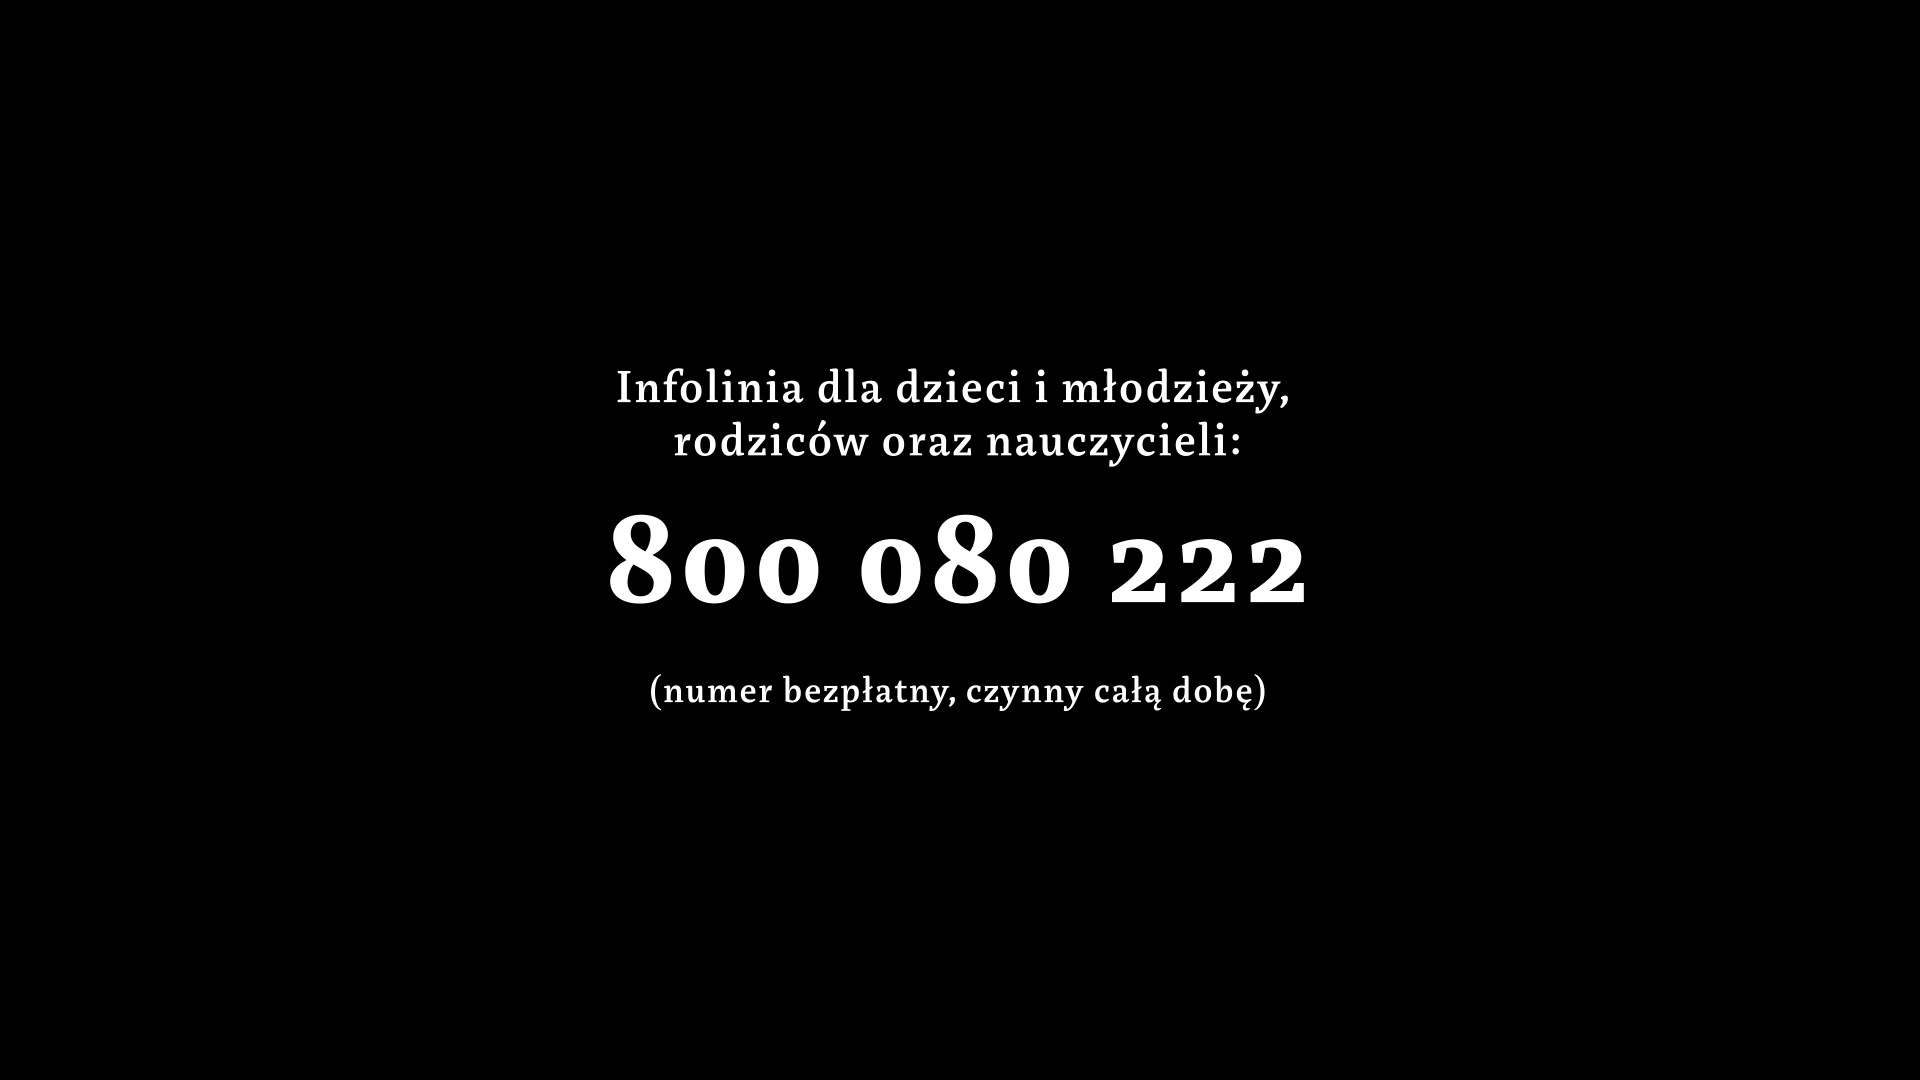 Infolinia dla dzieci i młodzieży,
rodziców oraz nauczycieli:
800 080 222
(numer bezpłatny, czynny całą dobę)